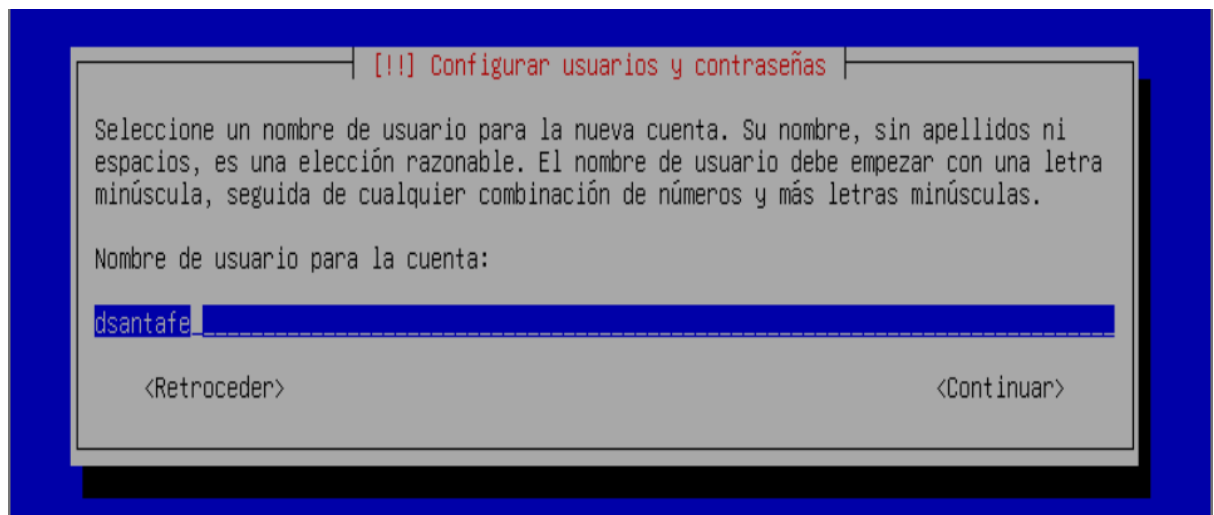 [!!] Configurar usuarios y contraseñas
Seleccione un nombre de usuario para la nueva cuenta. Su nombre, sin apellidos ni
espacios, es una elección razonable. El nombre de usuario debe empezar con una letra
minúscula, seguida de cualquier combinación de números y más letras minúsculas.
Nombre de usuario para la cuenta:
dsantafe
<Retroceder> <Continuar>